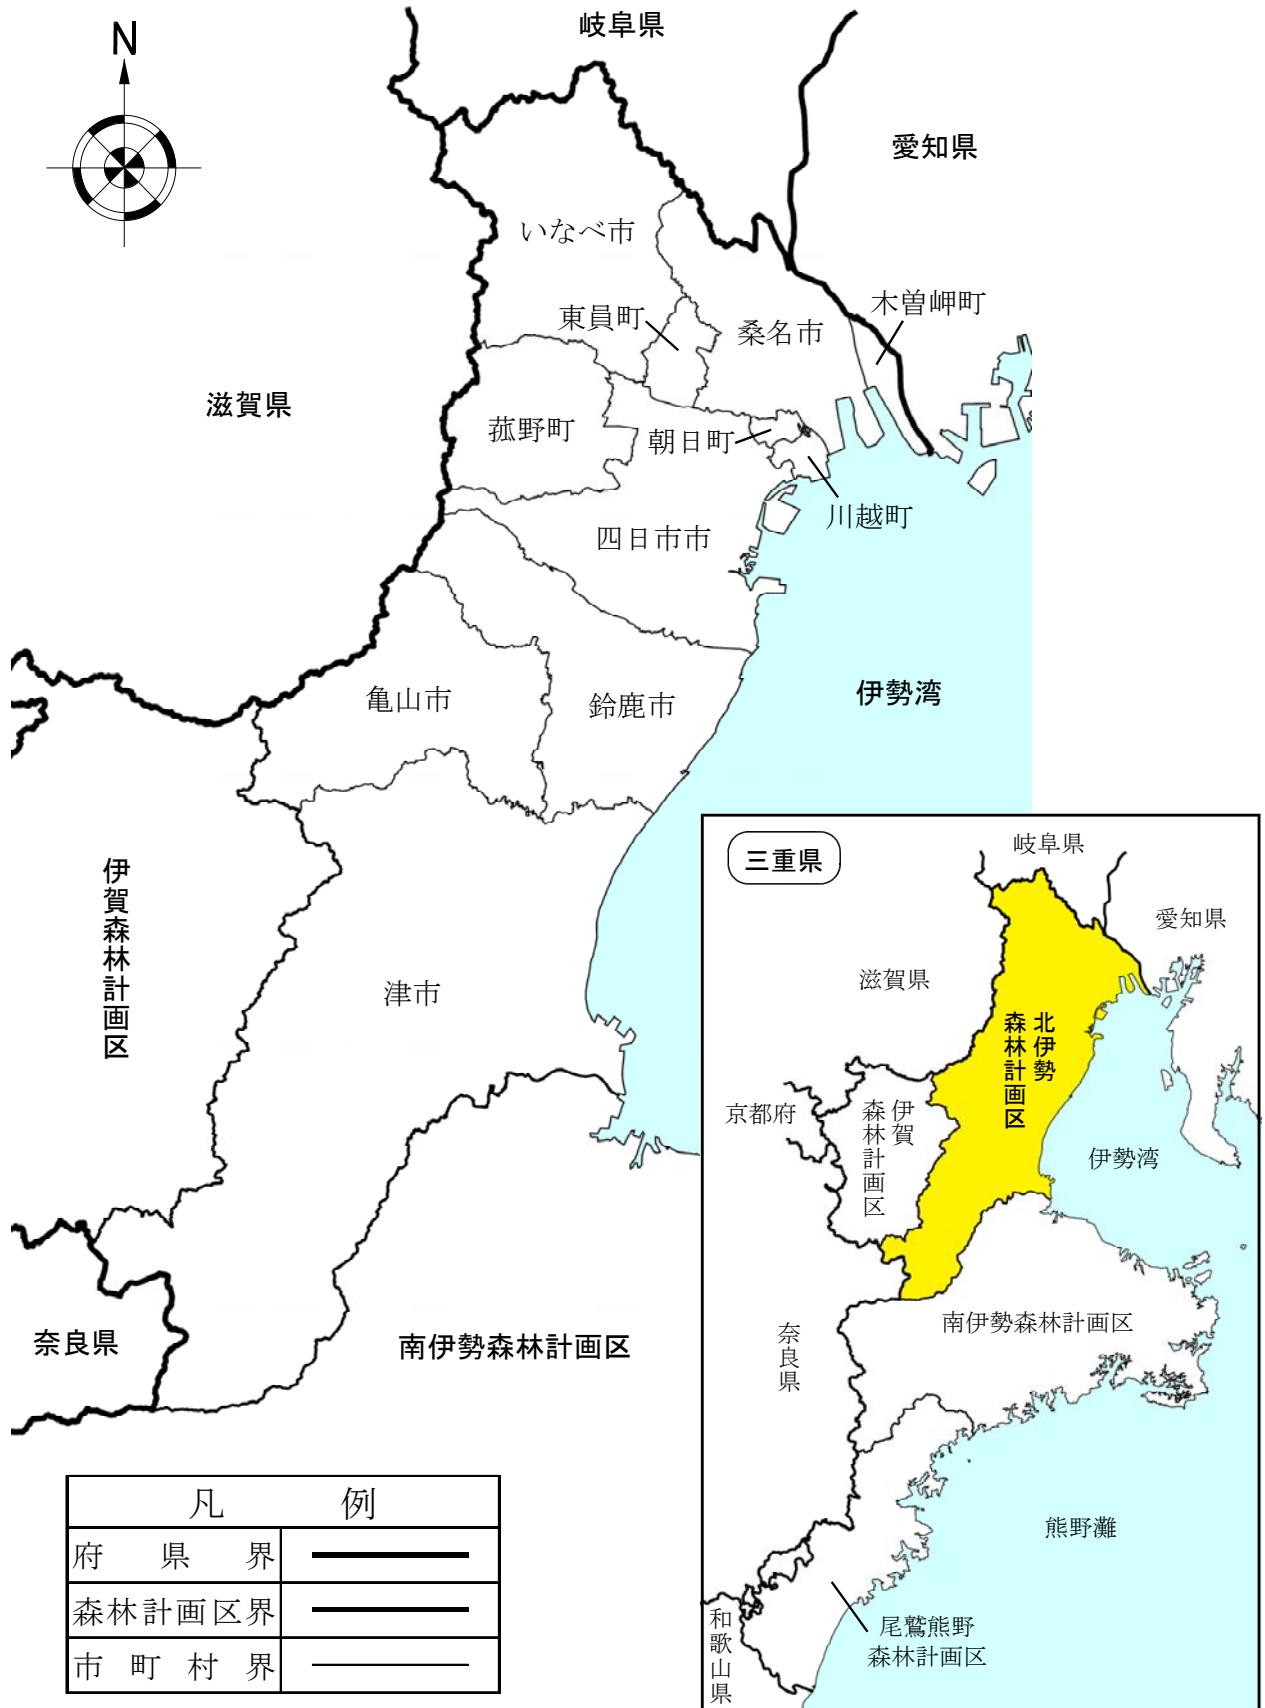 岐阜県
N
愛知県
いなべ市
木曽岬町
東員町
桑名市
滋賀県
菰野町
朝日町
川越町
四日市市
伊勢湾
亀山市
鈴鹿市
伊賀森林計画区
津市
奈良県
南伊勢森林計画区
凡例
府県界
森林計画区界
市町村界
三重県
岐阜県
愛知県
滋賀県
北伊勢
森林計画区
京都府
伊賀
森林計画区
伊勢湾
南伊勢森林計画区
奈良県
熊野灘
尾鷲熊野
森林計画区
和歌山県